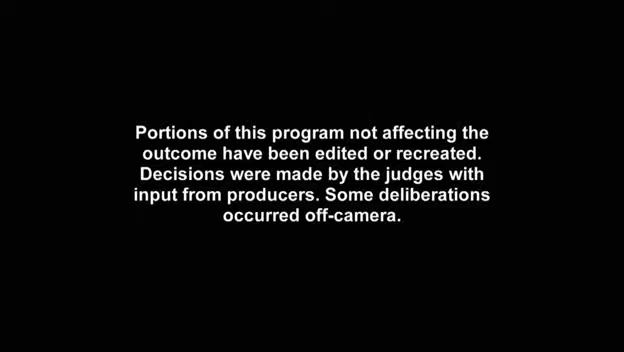 Portions of this program not affecting the
outcome have been edited or recreated.
Decisions were made by the judges with
input from producers. Some deliberations
occurred off-camera.